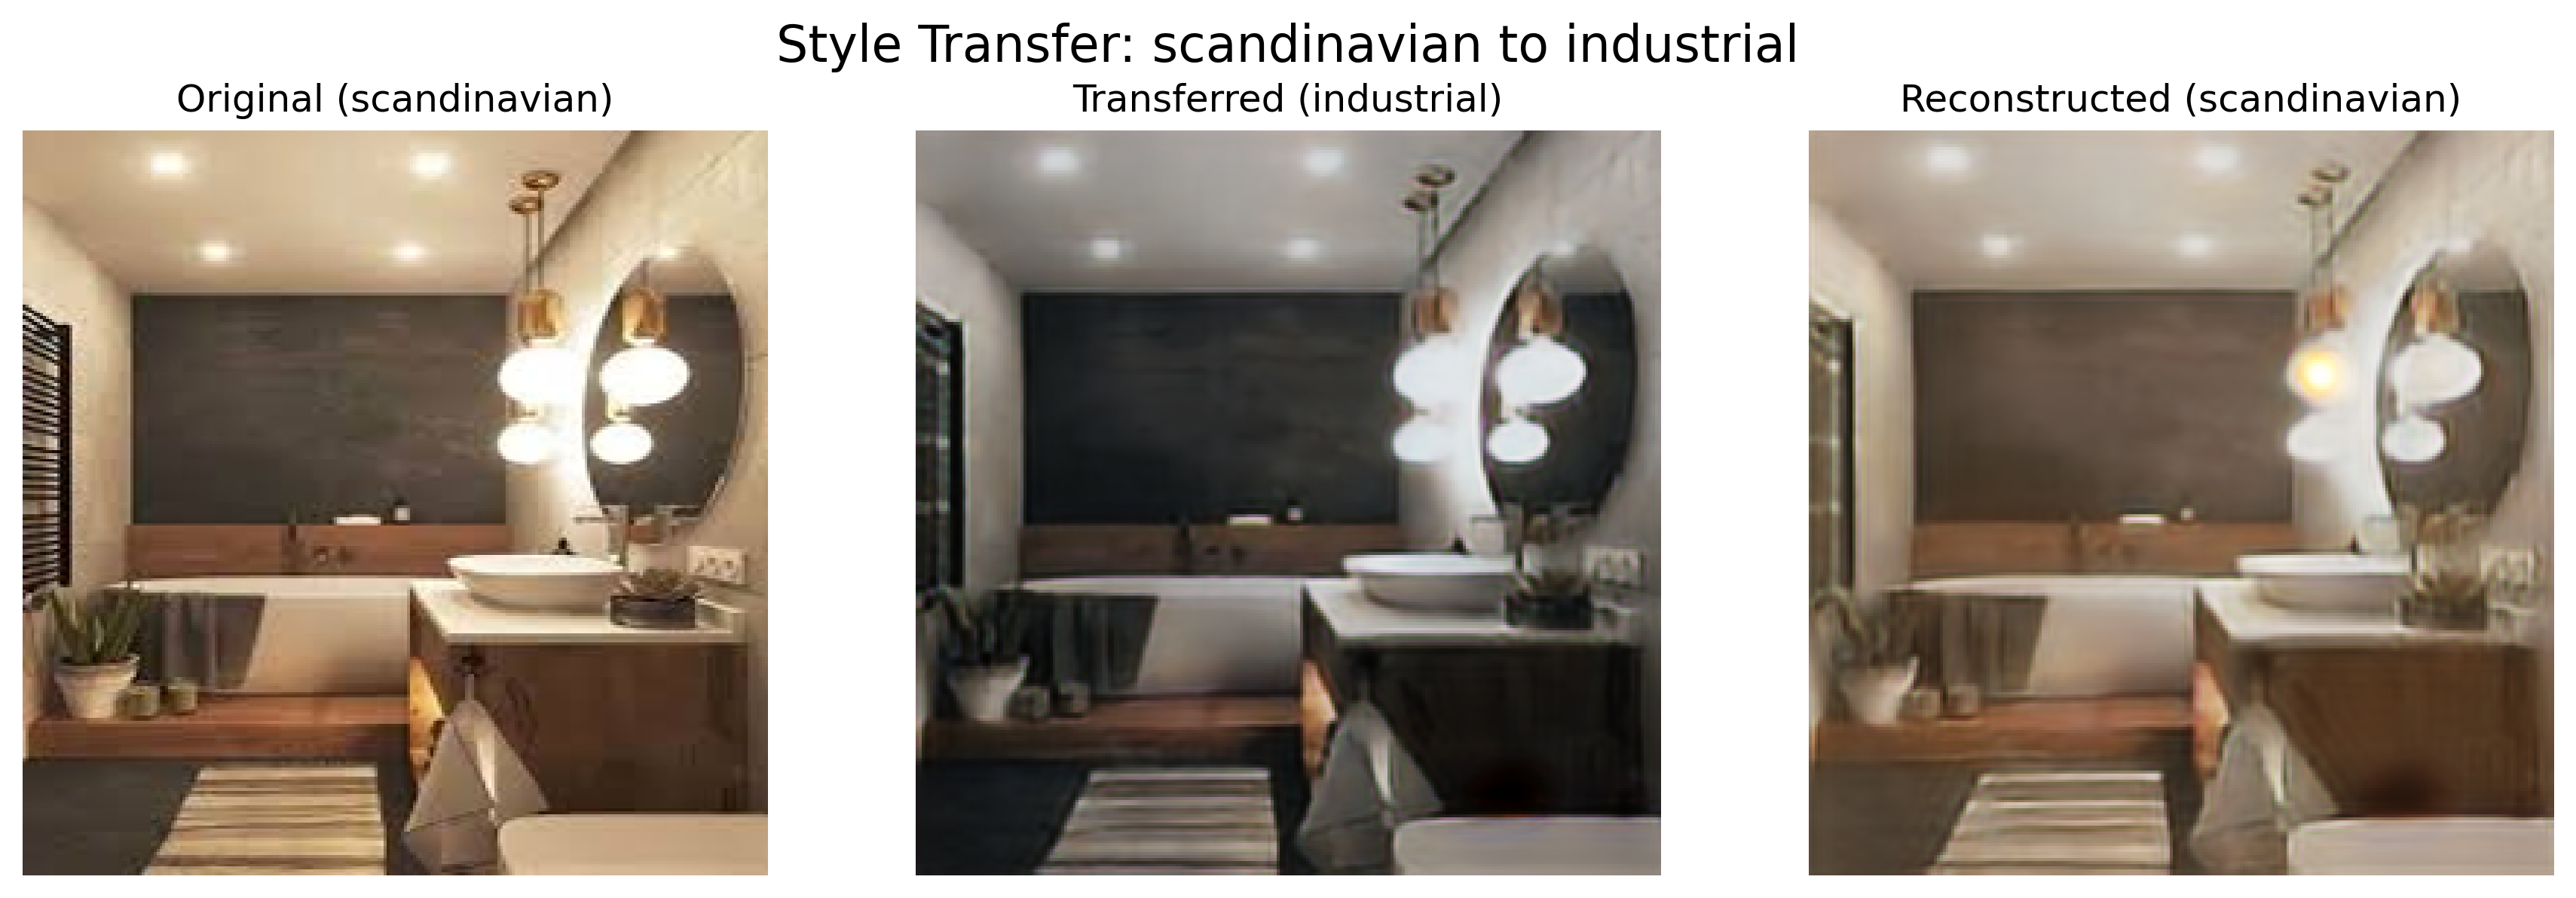 Style Transfer: scandinavian to industrial
Original (scandinavian)
Transferred (industrial)
Reconstructed (scandinavian)